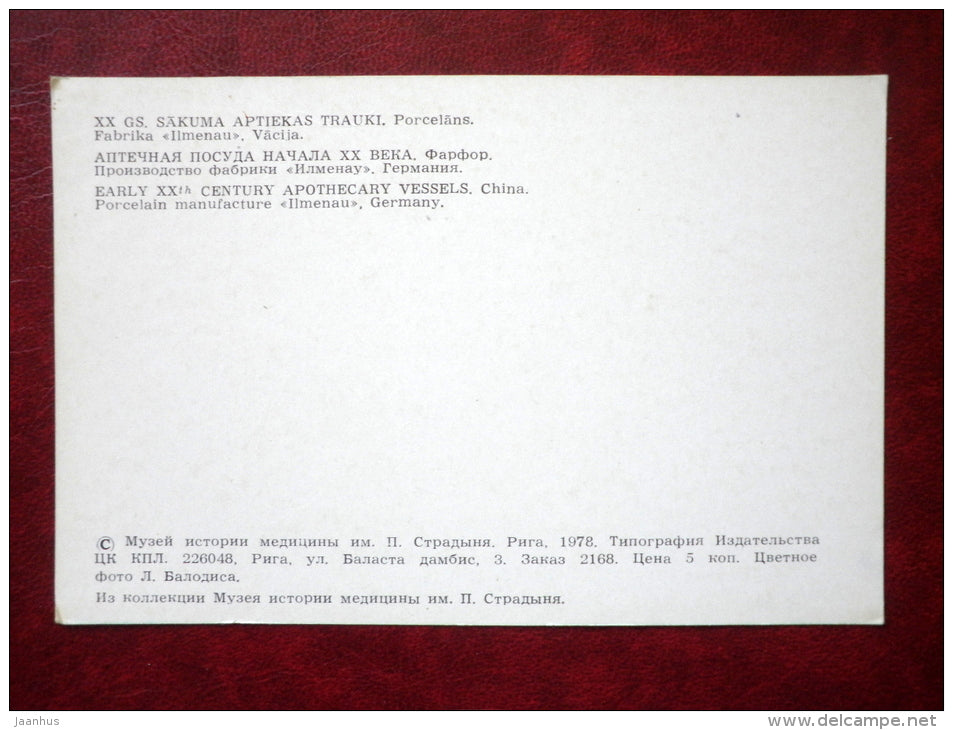 XX GS. SĀKUMA APTIEKAS TRAUKI. Porcelāns.
Fabrika «Ilmenau», Vācija.
АПТЕЧНАЯ ПОСУДА НАЧАЛА XX ВЕКА. Фарфор.
Производство фабрики «Илменау». Германия.
EARLY XXth CENTURY APOTHECARY VESSELS. China.
Porcelain manufacture «Ilmenau», Germany.
© Музей истории медицины им. П. Страдыня. Рига, 1978. Типография Издательства
ЦК КПЛ. 226048, Рига, ул. Баласта дамбис, 3. Заказ 2168. Цена 5 коп. Цветное
фото Л. Балодиса.
Из коллекции Музея истории медицины им. П. Страдыня.
jaanhus
www.delcampe.net